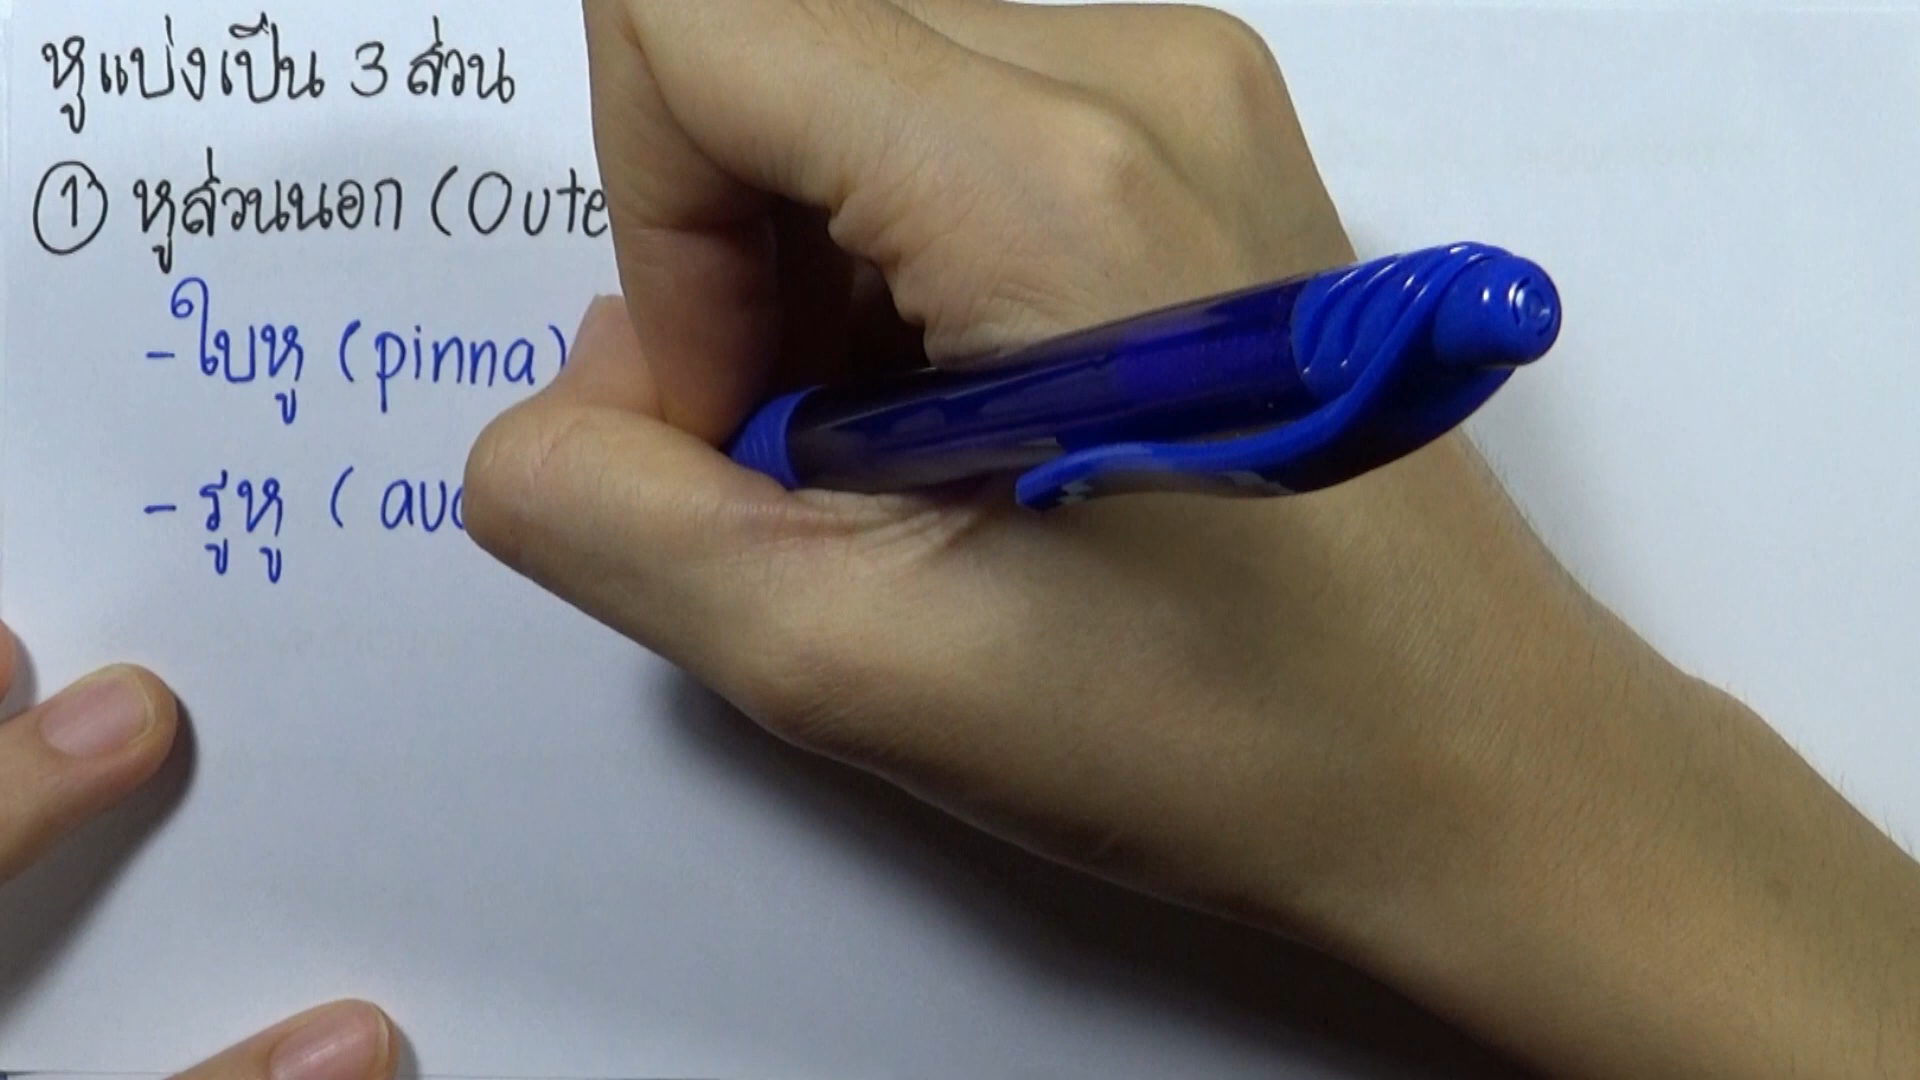 หูแบ่งเป็น 3 ส่วน
① หูส่วนนอก (Oute
- ใบหู (pinna)
- รูหู (